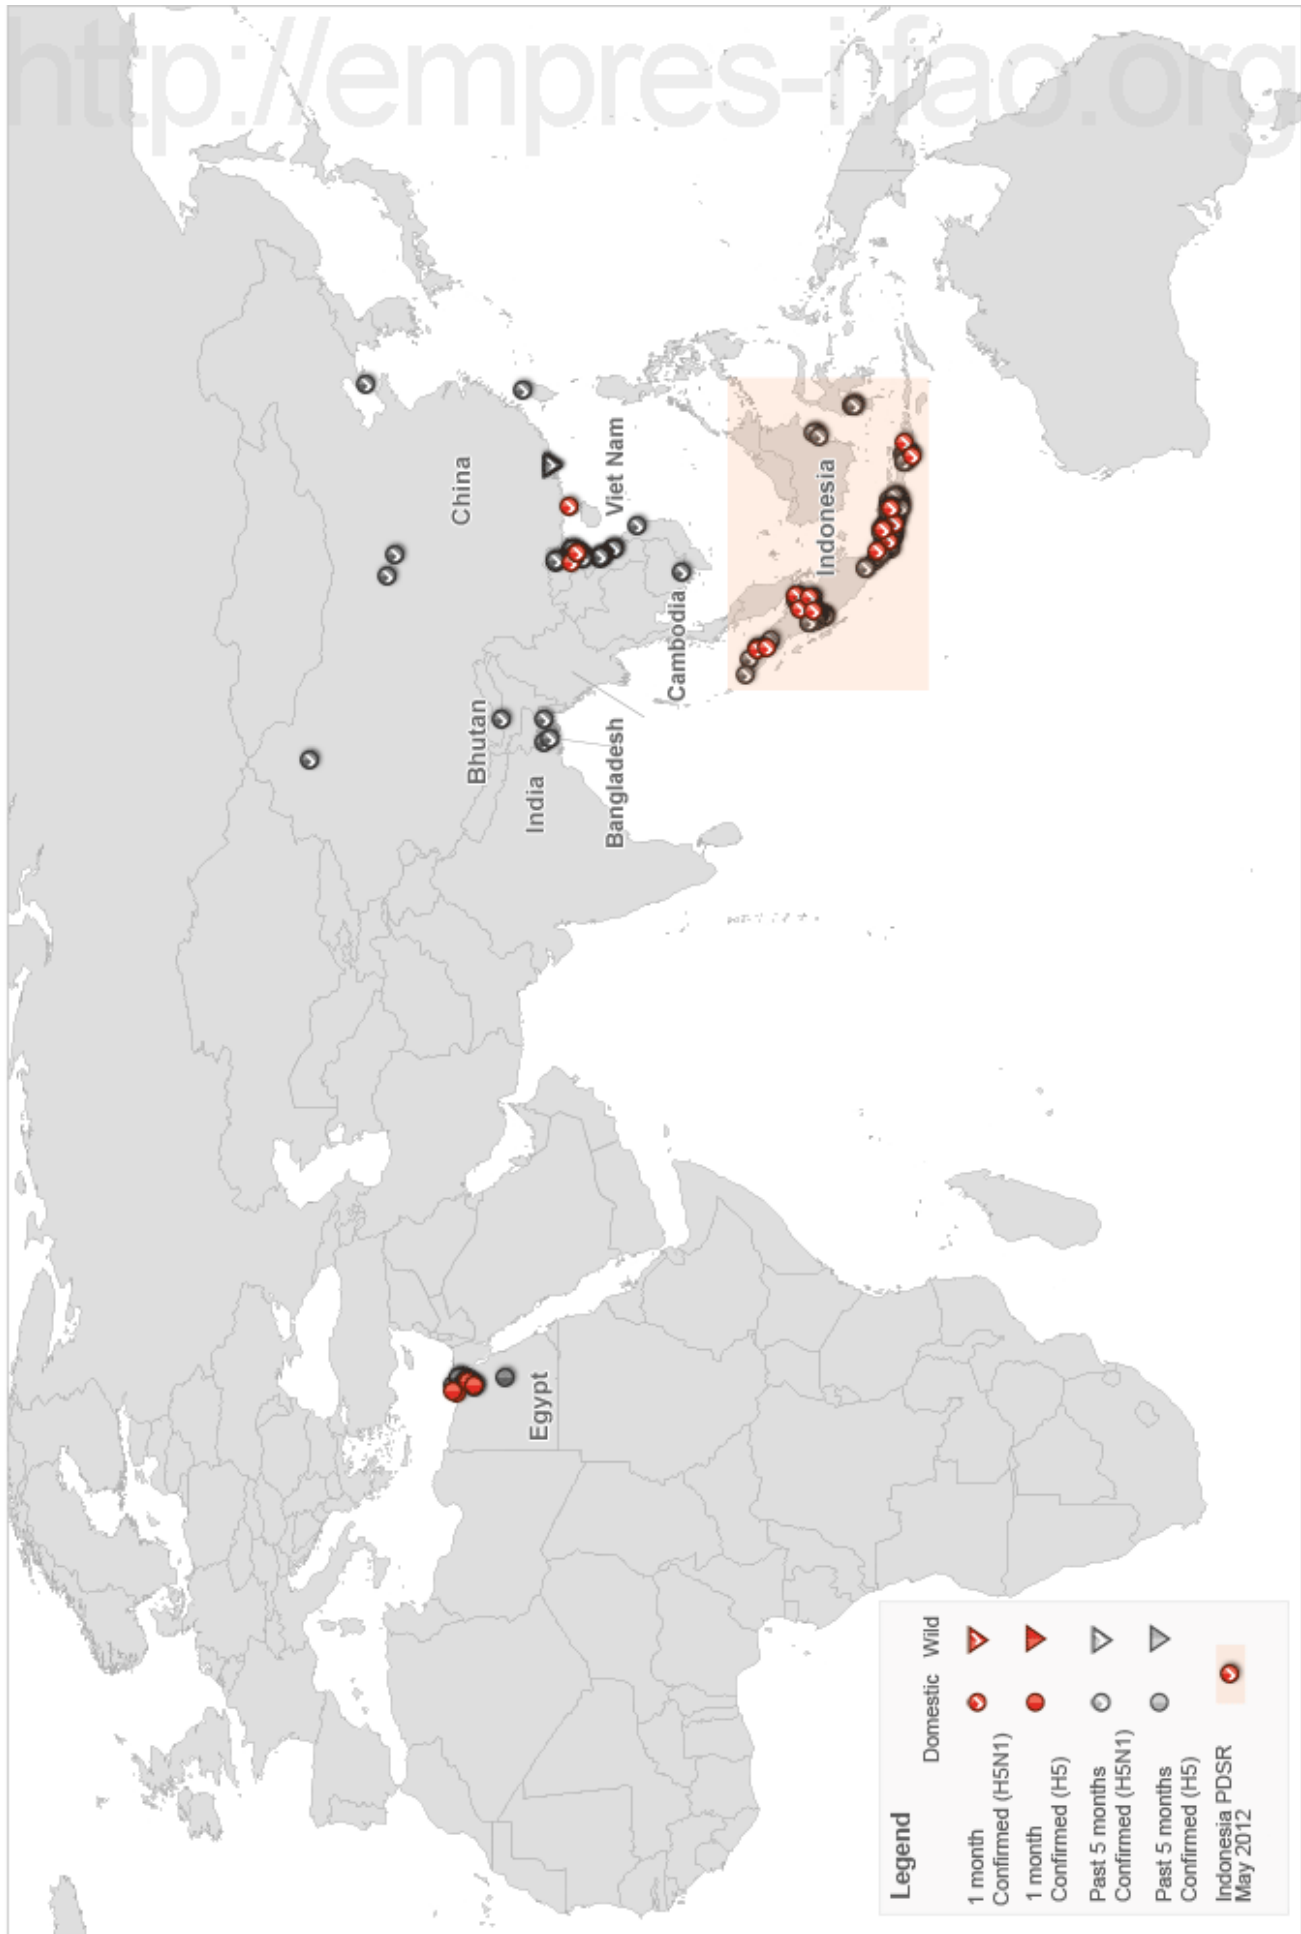 http://empres-i.fao.org
China
Viet Nam
Bhutan
India
Bangladesh
Cambodia
Indonesia
Egypt
Legend
Domestic Wild
1 month
Confirmed (H5N1)
1 month
Confirmed (H5)
Past 5 months
Confirmed (H5N1)
Past 5 months
Confirmed (H5)
Indonesia PDSR
May 2012